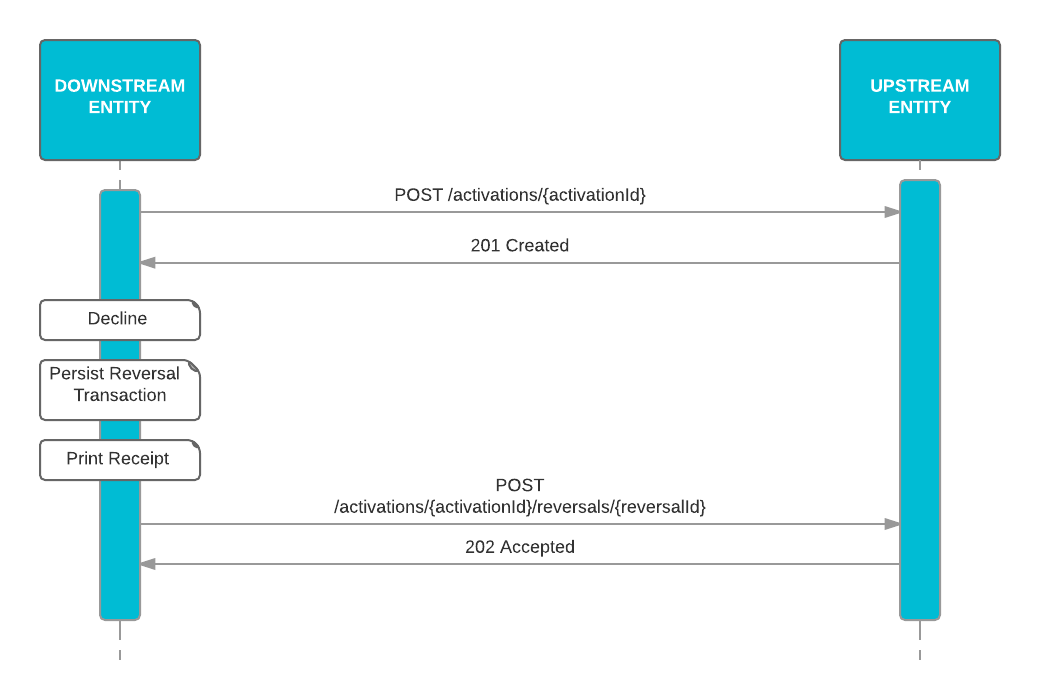 DOWNSTREAM
ENTITY
UPSTREAM
ENTITY
POST /activations/{activationId}
201 Created
Decline
Persist Reversal
Transaction
Print Receipt
POST
/activations/{activationId}/reversals/{reversalId}
202 Accepted